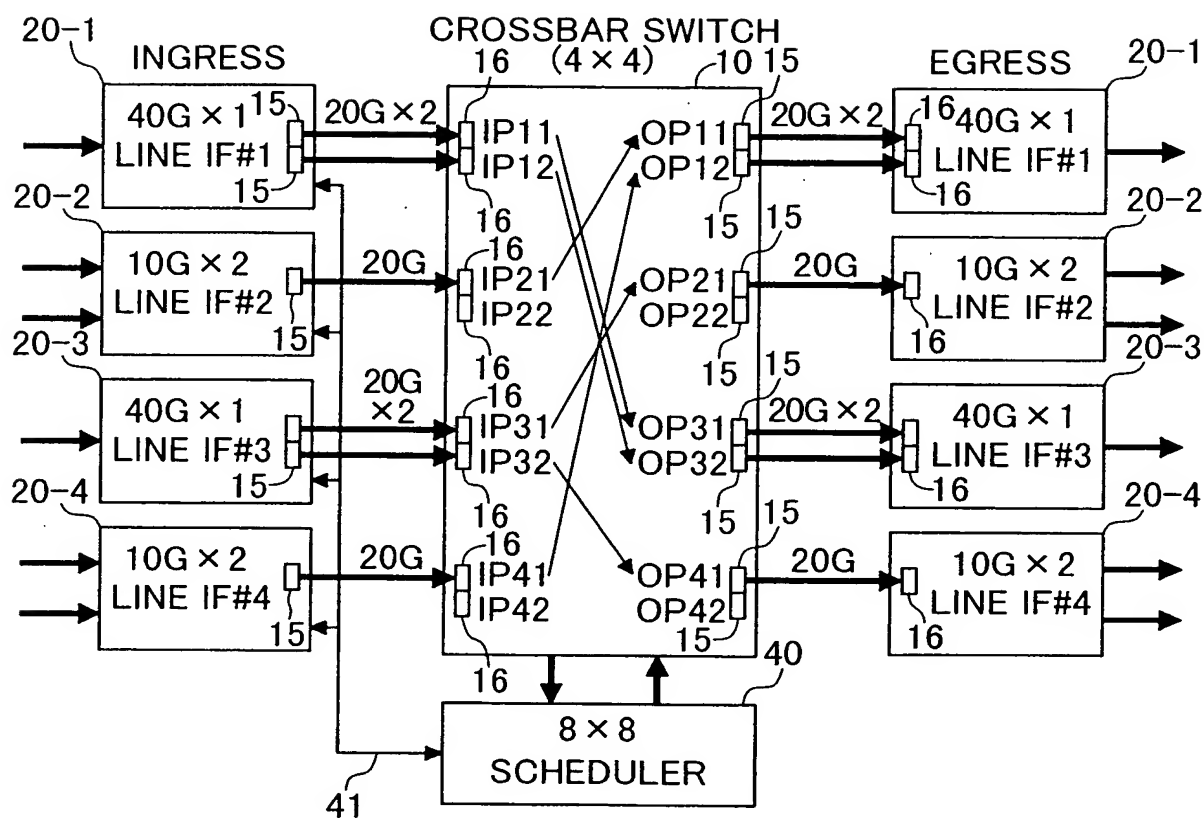 CROSSBAR SWITCH
(4×4)
20-1
INGRESS
16
10
15
EGRESS
20-1
40G×1
LINE IF#1
15
15
20G×2
IP11
IP12
16
OP11
OP12
15
20G×2
16
16
40G×1
LINE IF#1
20-2
10G×2
LINE IF#2
15
20G
16
IP21
IP22
16
15
OP21
OP22
15
20G
16
20-2
10G×2
LINE IF#2
20-3
40G×1
LINE IF#3
15
20G
×2
16
IP31
IP32
16
15
OP31
OP32
15
20G×2
16
20-3
40G×1
LINE IF#3
20-4
10G×2
LINE IF#4
15
20G
16
IP41
IP42
16
15
OP41
OP42
15
20G
16
20-4
10G×2
LINE IF#4
40
8×8
SCHEDULER
41